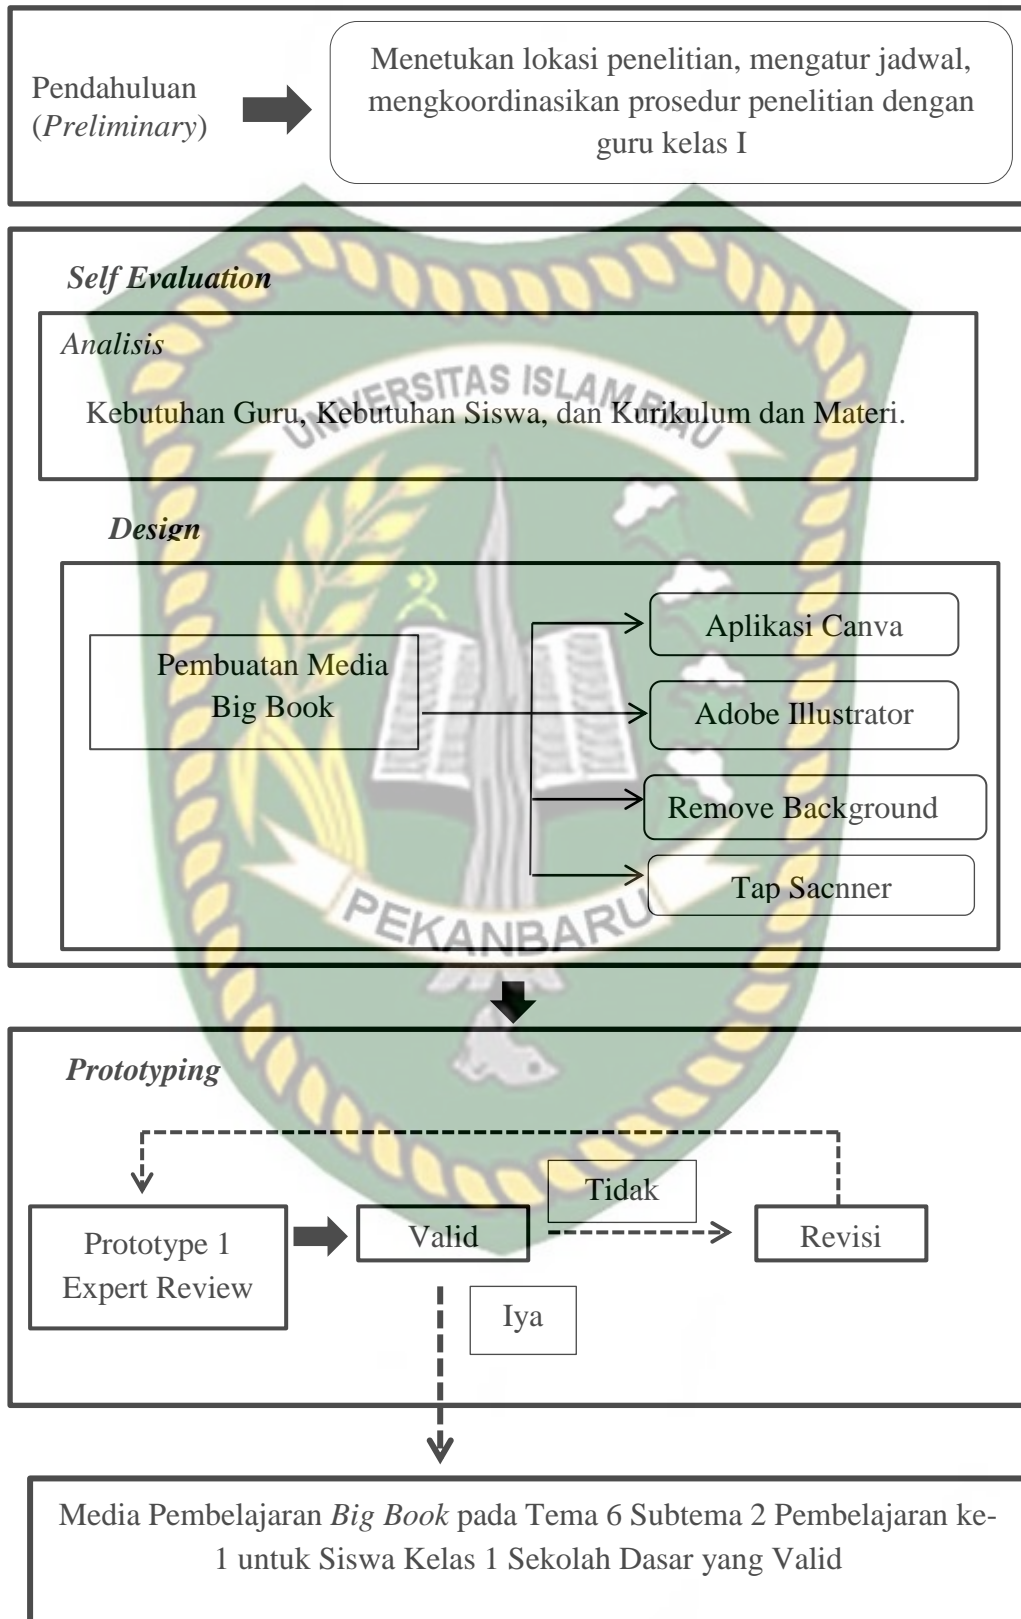 Pendahuluan
(Preliminary)
Menetukan lokasi penelitian, mengatur jadwal,
mengkoordinasikan prosedur penelitian dengan
guru kelas I
Self Evaluation
Analisis
Kebutuhan Guru, Kebutuhan Siswa, dan Kurikulum dan Materi.
UNIVERSITAS ISLAM RIAU
Design
Pembuatan Media
Big Book
Aplikasi Canva
Adobe Illustrator
Remove Background
Tap Sacnner
PEKANBARU
Prototyping
Prototype 1
Expert Review
Valid
Tidak
Revisi
Iya
Media Pembelajaran Big Book pada Tema 6 Subtema 2 Pembelajaran ke-
1 untuk Siswa Kelas 1 Sekolah Dasar yang Valid